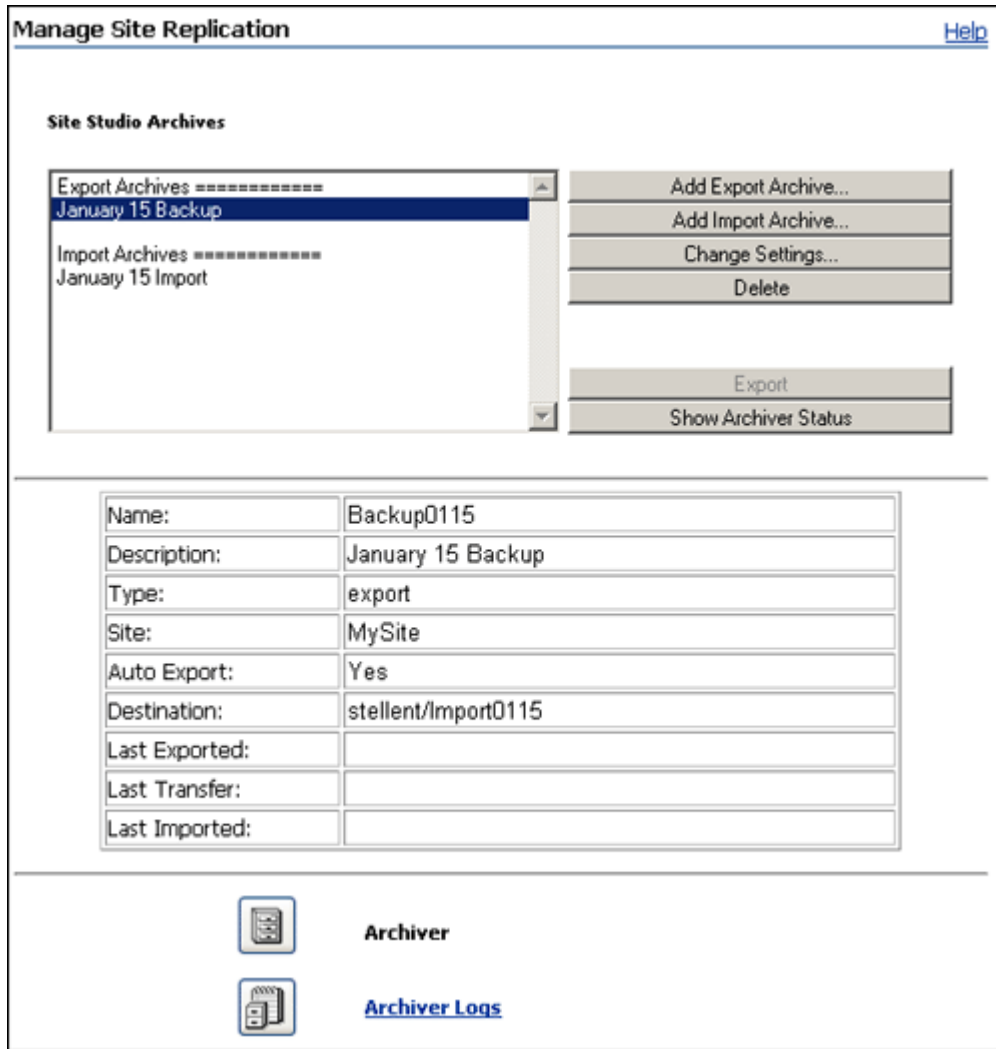 Manage Site Replication Help
Site Studio Archives
Export Archives ============
January 15 Backup
Import Archives ============
January 15 Import
Add Export Archive...
Add Import Archive...
Change Settings...
Delete
Export
Show Archiver Status
Name: Backup0115
Description: January 15 Backup
Type: export
Site: MySite
Auto Export: Yes
Destination: stellent/Import0115
Last Exported:
Last Transfer:
Last Imported:
Archiver
Archiver Logs